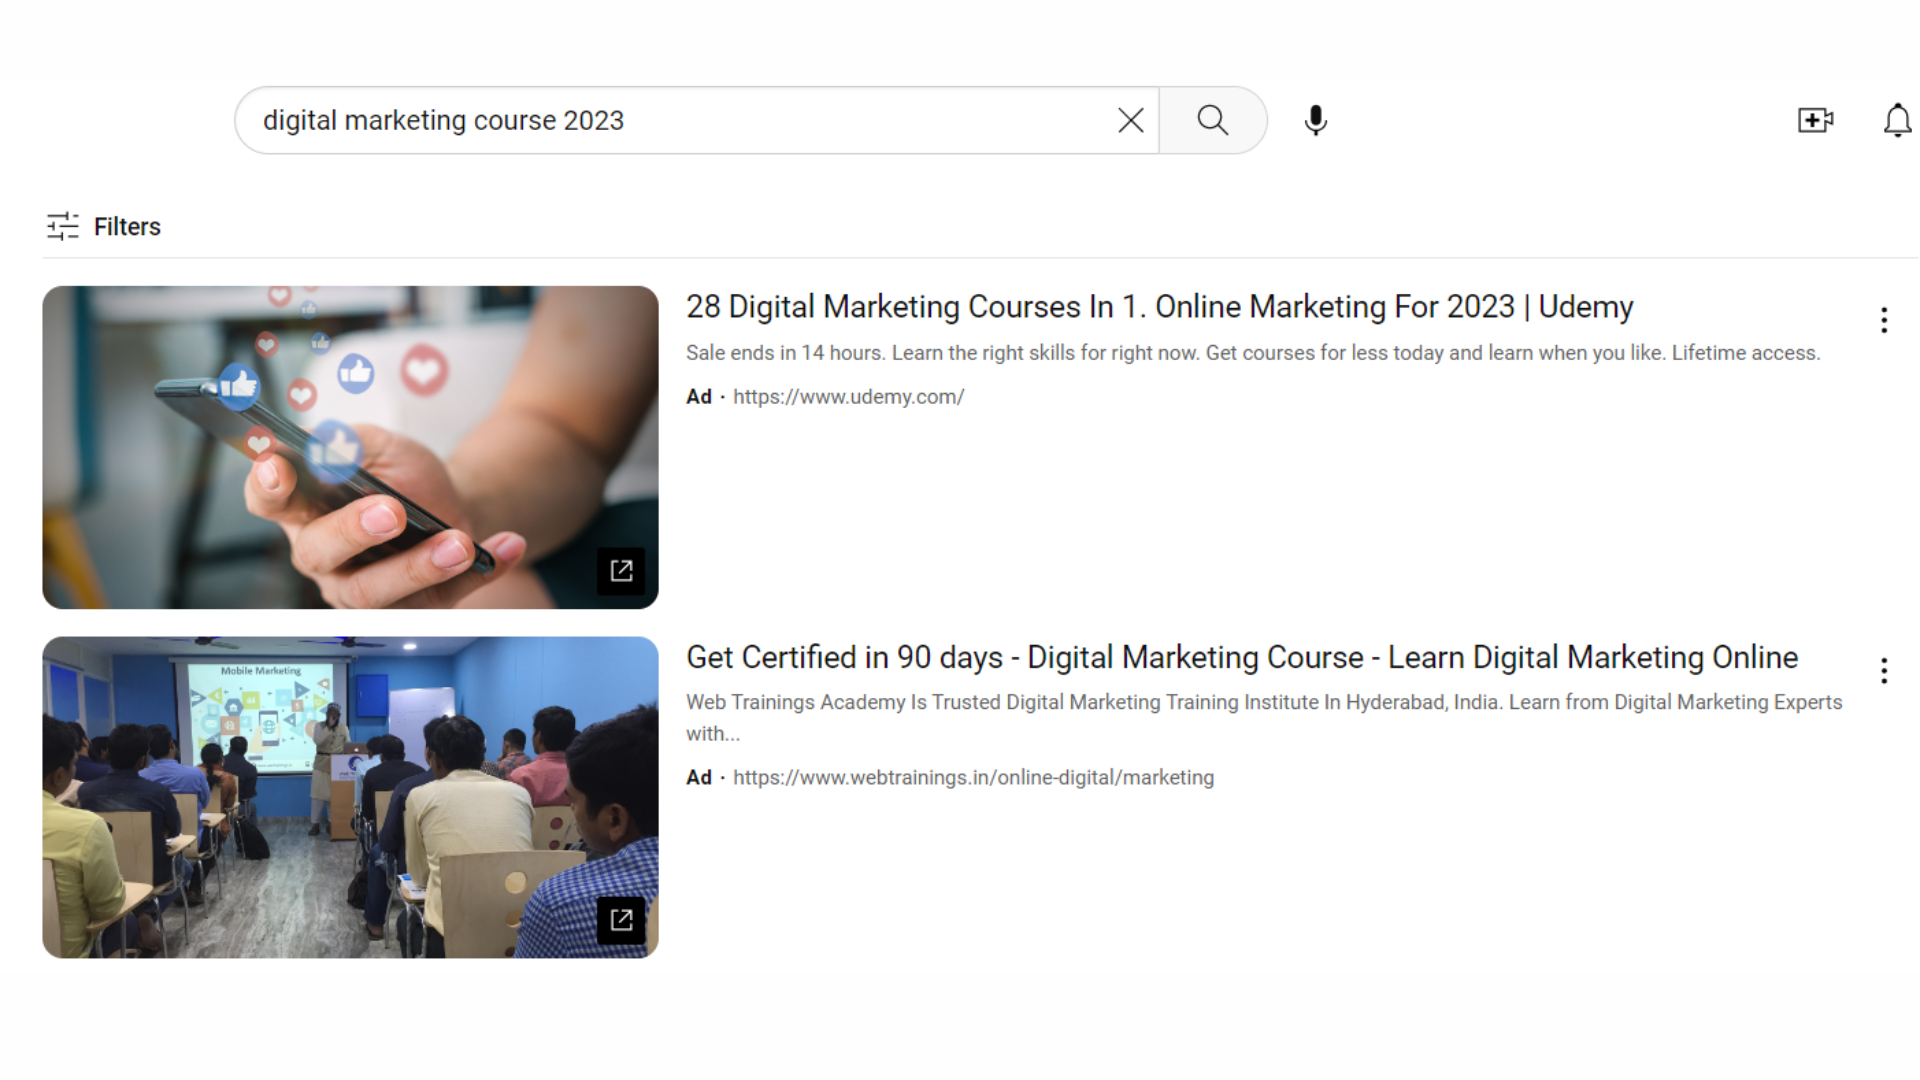 digital marketing course 2023
Filters
28 Digital Marketing Courses In 1. Online Marketing For 2023 | Udemy
Sale ends in 14 hours. Learn the right skills for right now. Get courses for less today and learn when you like. Lifetime access.
Ad · https://www.udemy.com/
Mobile Marketing
Get Certified in 90 days - Digital Marketing Course - Learn Digital Marketing Online
Web Trainings Academy Is Trusted Digital Marketing Training Institute In Hyderabad, India. Learn from Digital Marketing Experts
with...
Ad · https://www.webtrainings.in/online-digital/marketing